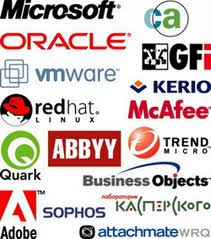 Microsoft
ca
ORACLE
GFi
vmware
KERIO
redhat
LINUX
McAfee
ABBYY
TREND
MICRO
Quark
Business Objects
Adobe
SOPHOS
лаборатория
КАСПЕРСКОГО
attachmateWRQ